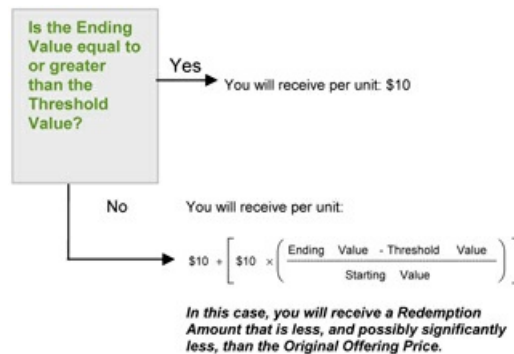 Is the Ending
Value equal to
or greater
than the
Threshold
Value?
Yes
You will receive per unit: $10
No
You will receive per unit:
$10 + [ $10 × ( Ending Value - Threshold Value
Starting Value ) ]
In this case, you will receive a Redemption
Amount that is less, and possibly significantly
less, than the Original Offering Price.